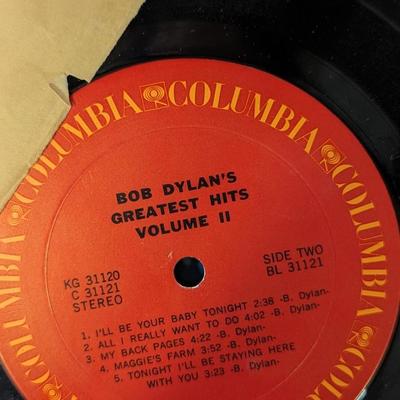 COLUMBIA COLUMBIA COLUMBIA COLUMBIA
BOB DYLAN'S
GREATEST HITS
VOLUME II
KG 31120
C 31121
STEREO
SIDE TWO
BL 31121
1. I'LL BE YOUR BABY TONIGHT 2:38 -B. Dylan-
2. ALL I REALLY WANT TO DO 4:02 -B. Dylan-
3. MY BACK PAGES 4:22 -B. Dylan-
4. MAGGIE'S FARM 3:52 -B. Dylan-
5. TONIGHT I'LL BE STAYING HERE
WITH YOU 3:23 -B. Dylan-